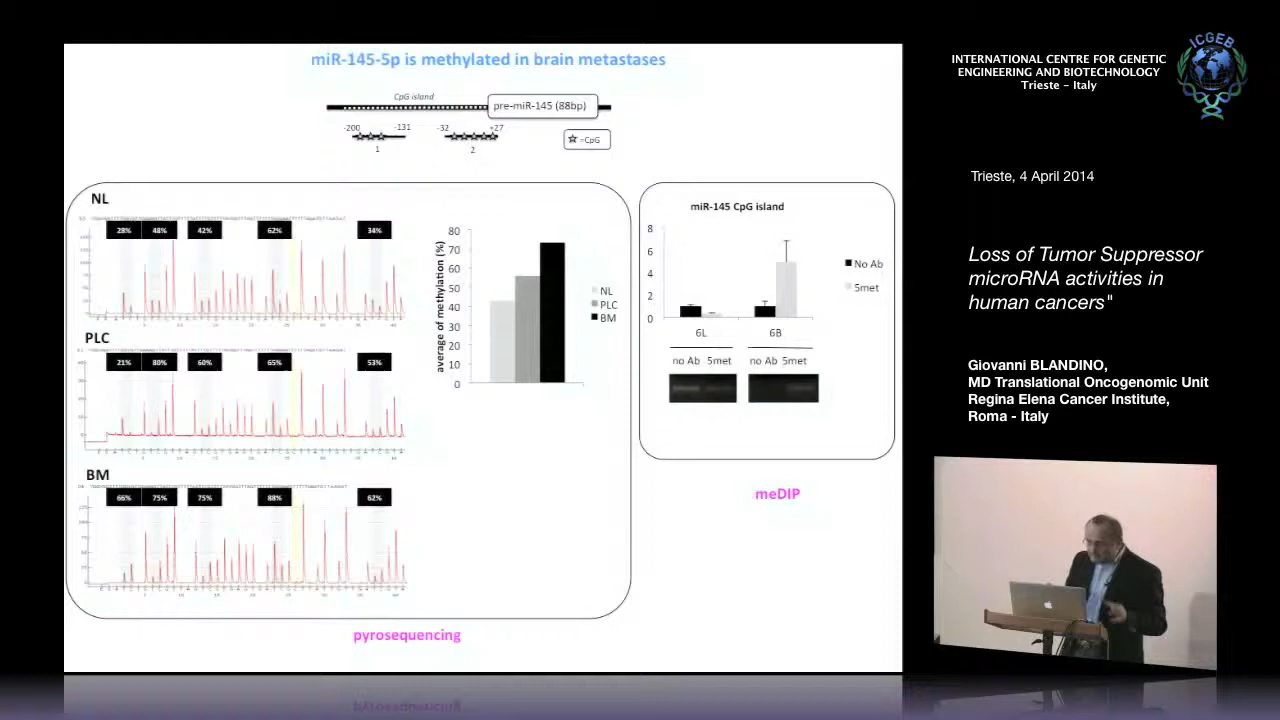 miR-145-5p is methylated in brain metastases
CpG island
pre-miR-145 (88bp)
-200
-131
-32
+27
=CpG
1
2
NL
28%
48%
42%
62%
34%
PLC
21%
80%
60%
65%
53%
BM
66%
75%
75%
88%
62%
average of methylation (%)
80
70
60
50
40
30
20
10
0
NL
PLC
BM
pyrosequencing
miR-145 CpG island
8
6
4
2
0
No Ab
5met
6L
6B
no Ab 5met
no Ab 5met
meDIP
INTERNATIONAL CENTRE FOR GENETIC
ENGINEERING AND BIOTECHNOLOGY
Trieste – Italy
ICGEB
Trieste, 4 April 2014
Loss of Tumor Suppressor
microRNA activities in
human cancers"
Giovanni BLANDINO,
MD Translational Oncogenomic Unit
Regina Elena Cancer Institute,
Roma - Italy